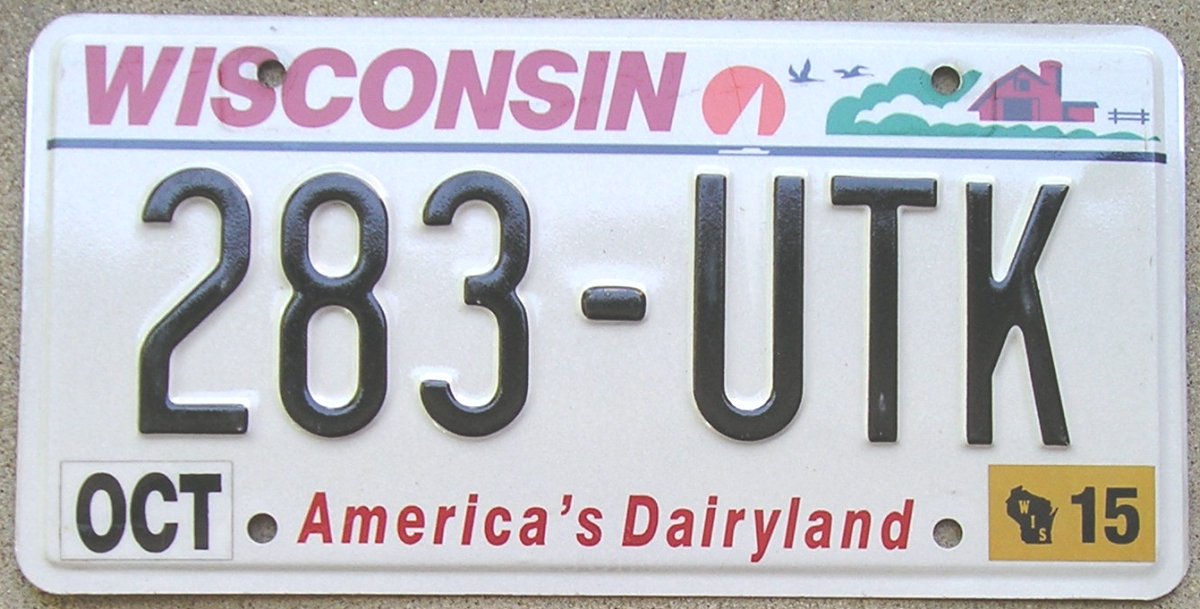 WISCONSIN
283-UTK
OCT America's Dairyland WIS 15